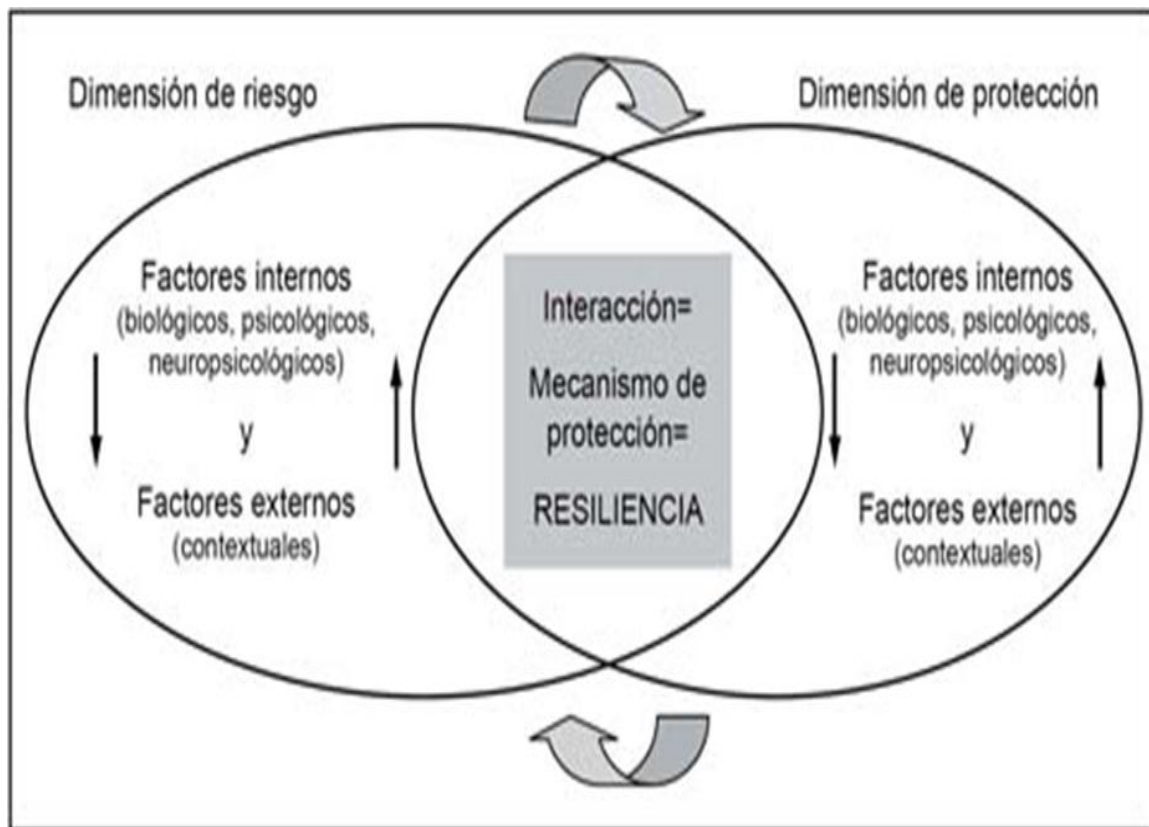 Dimensión de riesgo
Dimensión de protección
Factores internos
(biológicos, psicológicos,
neuropsicológicos)
y
Factores externos
(contextuales)
Interacción=
Mecanismo de
protección=
RESILIENCIA
Factores internos
(biológicos, psicológicos,
neuropsicológicos)
y
Factores externos
(contextuales)